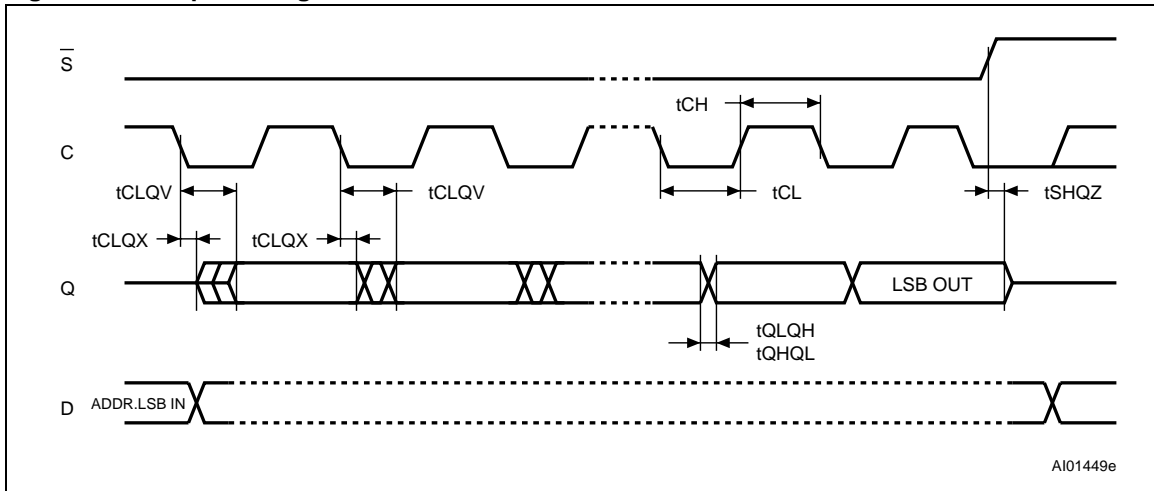 S
tCH
C
tCLQV
tCLQV
tCL
tSHQZ
tCLQX
tCLQX
Q
LSB OUT
tQLQH
tQHQL
D
ADDR.LSB IN
AI01449e